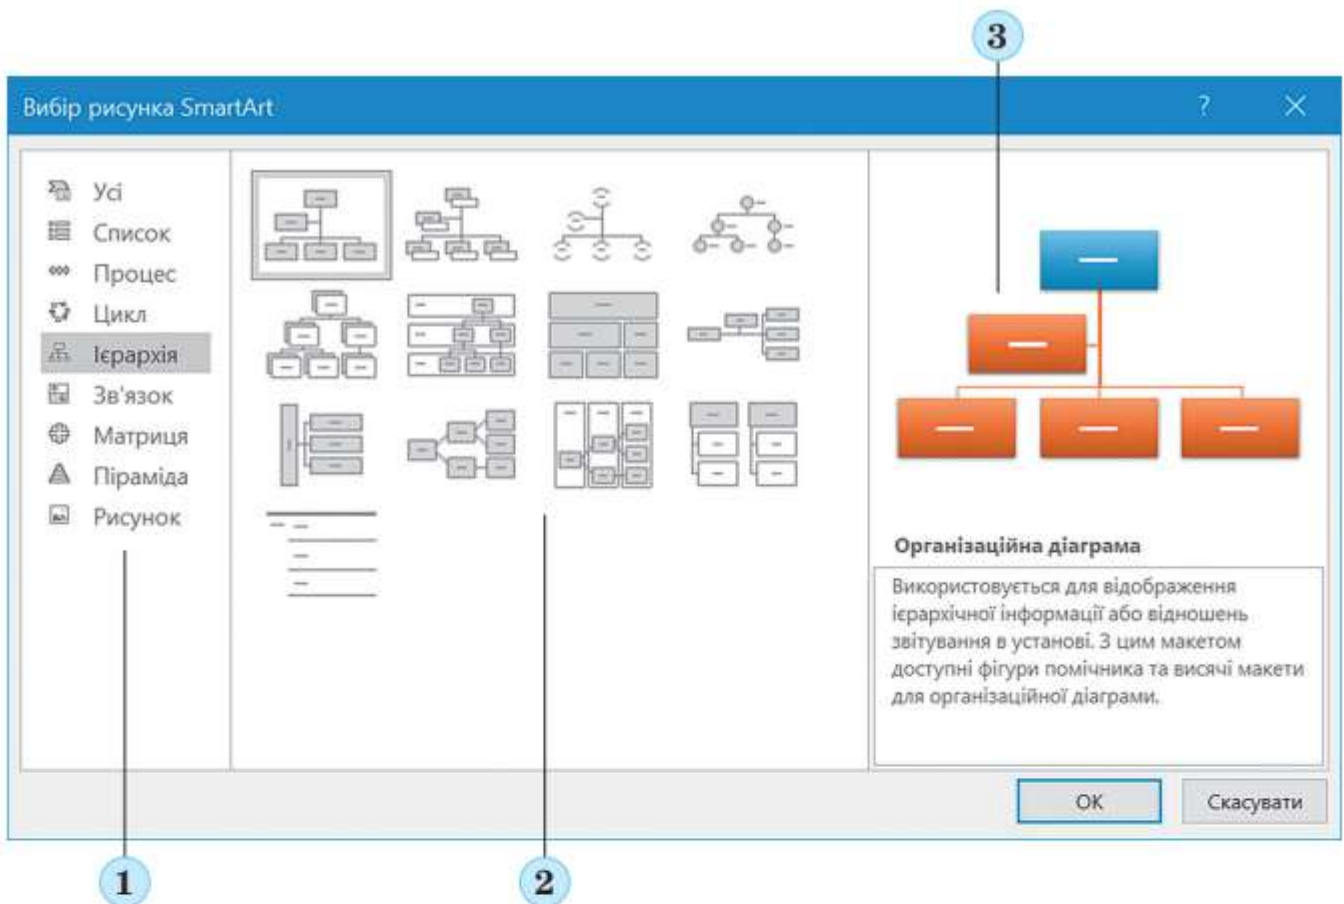 3
Вибір рисунка SmartArt ?
Усі
Список
Процес
Цикл
Ієрархія
Зв'язок
Матриця
Піраміда
Рисунок
Організаційна діаграма
Використовується для відображення
ієрархічної інформації або відношень
звітування в установі. З цим макетом
доступні фігури помічника та висячі макети
для організаційної діаграми.
ОК Скасувати
1 2